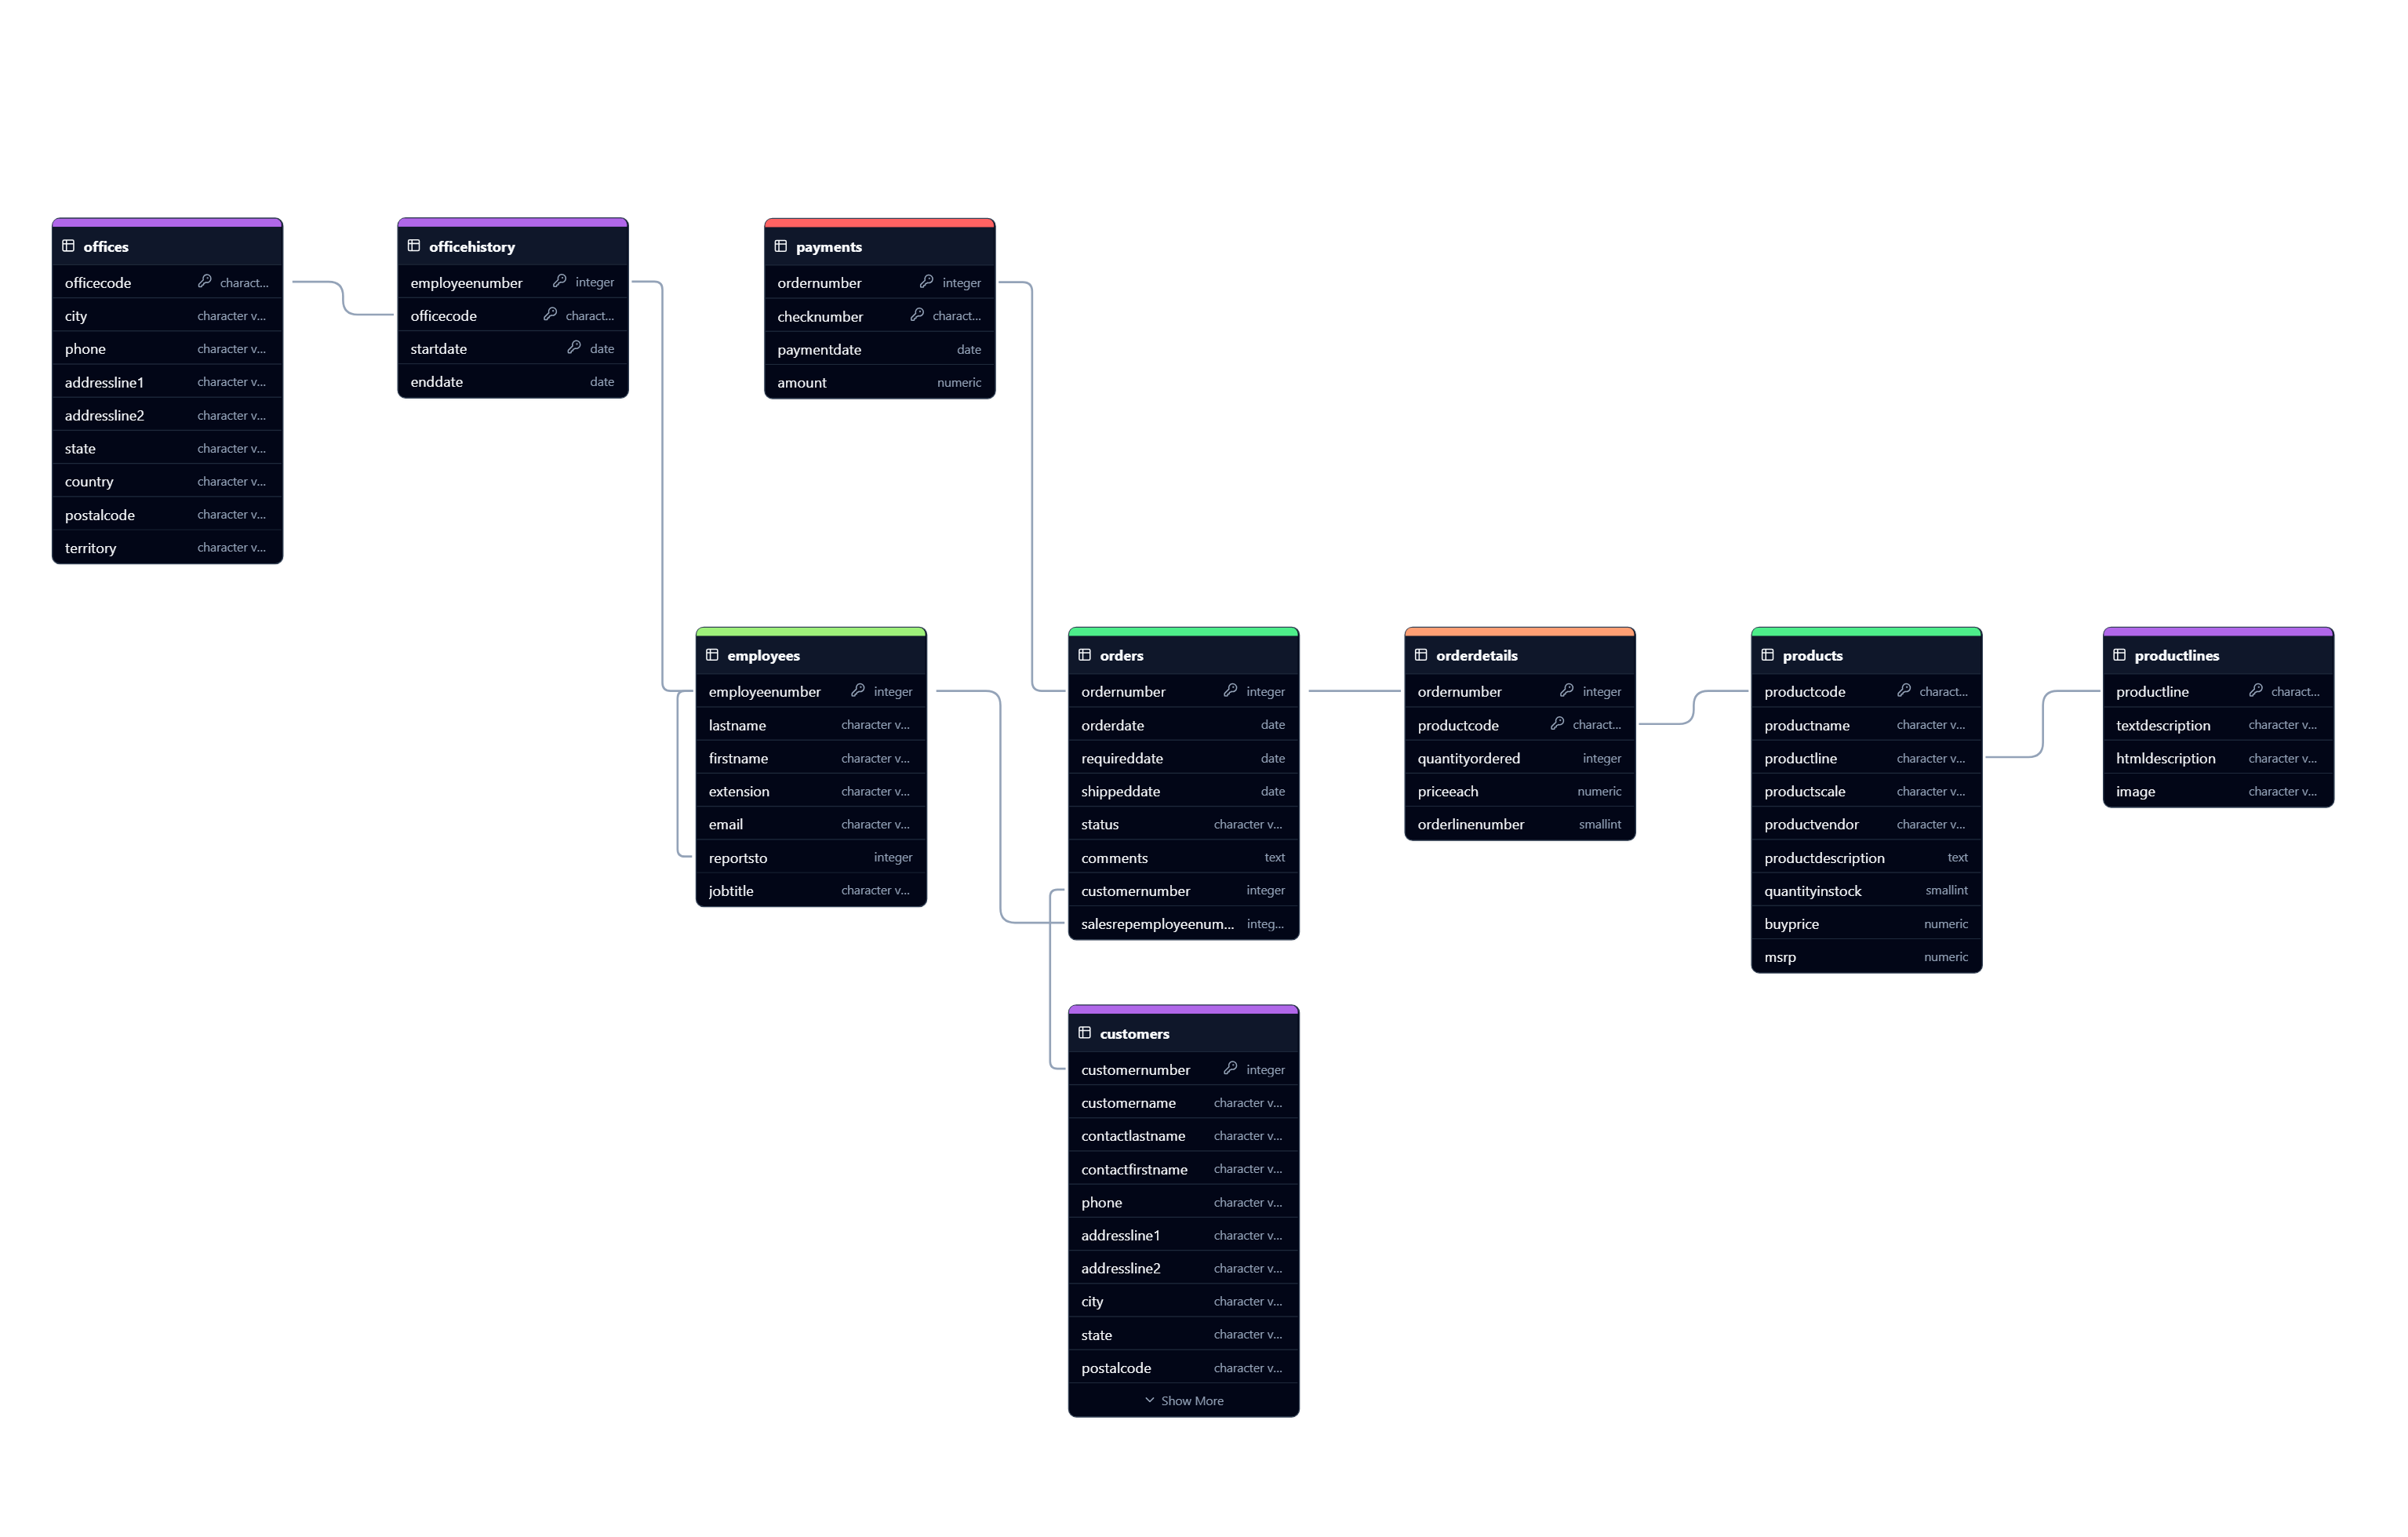 offices
officecode charact...
city character v...
phone character v...
addressline1 character v...
addressline2 character v...
state character v...
country character v...
postalcode character v...
territory character v...
officehistory
employeenumber integer
officecode charact...
startdate date
enddate date
payments
ordernumber integer
checknumber charact...
paymentdate date
amount numeric
employees
employeenumber integer
lastname character v...
firstname character v...
extension character v...
email character v...
reportsto integer
jobtitle character v...
orders
ordernumber integer
orderdate date
requireddate date
shippeddate date
status character v...
comments text
customernumber integer
salesrepemployeenum... integ...
orderdetails
ordernumber integer
productcode charact...
quantityordered integer
priceeach numeric
orderlinenumber smallint
products
productcode charact...
productname character v...
productline character v...
productscale character v...
productvendor character v...
productdescription text
quantityinstock smallint
buyprice numeric
msrp numeric
productlines
productline charact...
textdescription character v...
htmldescription character v...
image character v...
customers
customernumber integer
customername character v...
contactlastname character v...
contactfirstname character v...
phone character v...
addressline1 character v...
addressline2 character v...
city character v...
state character v...
postalcode character v...
Show More